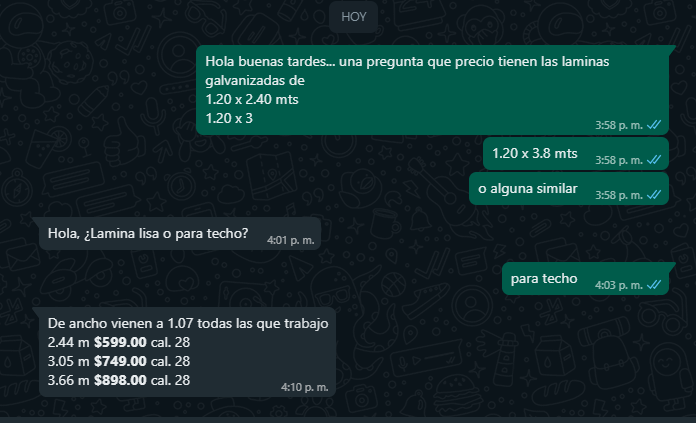 HOY
Hola buenas tardes... una pregunta que precio tienen las laminas
galvanizadas de
1.20 x 2.40 mts
1.20 x 3
3:58 p. m.
1.20 x 3.8 mts
3:58 p. m.
o alguna similar
3:58 p. m.
Hola, ¿Lamina lisa o para techo?
4:01 p. m.
para techo
4:03 p. m.
De ancho vienen a 1.07 todas las que trabajo
2.44 m $599.00 cal. 28
3.05 m $749.00 cal. 28
3.66 m $898.00 cal. 28
4:10 p. m.